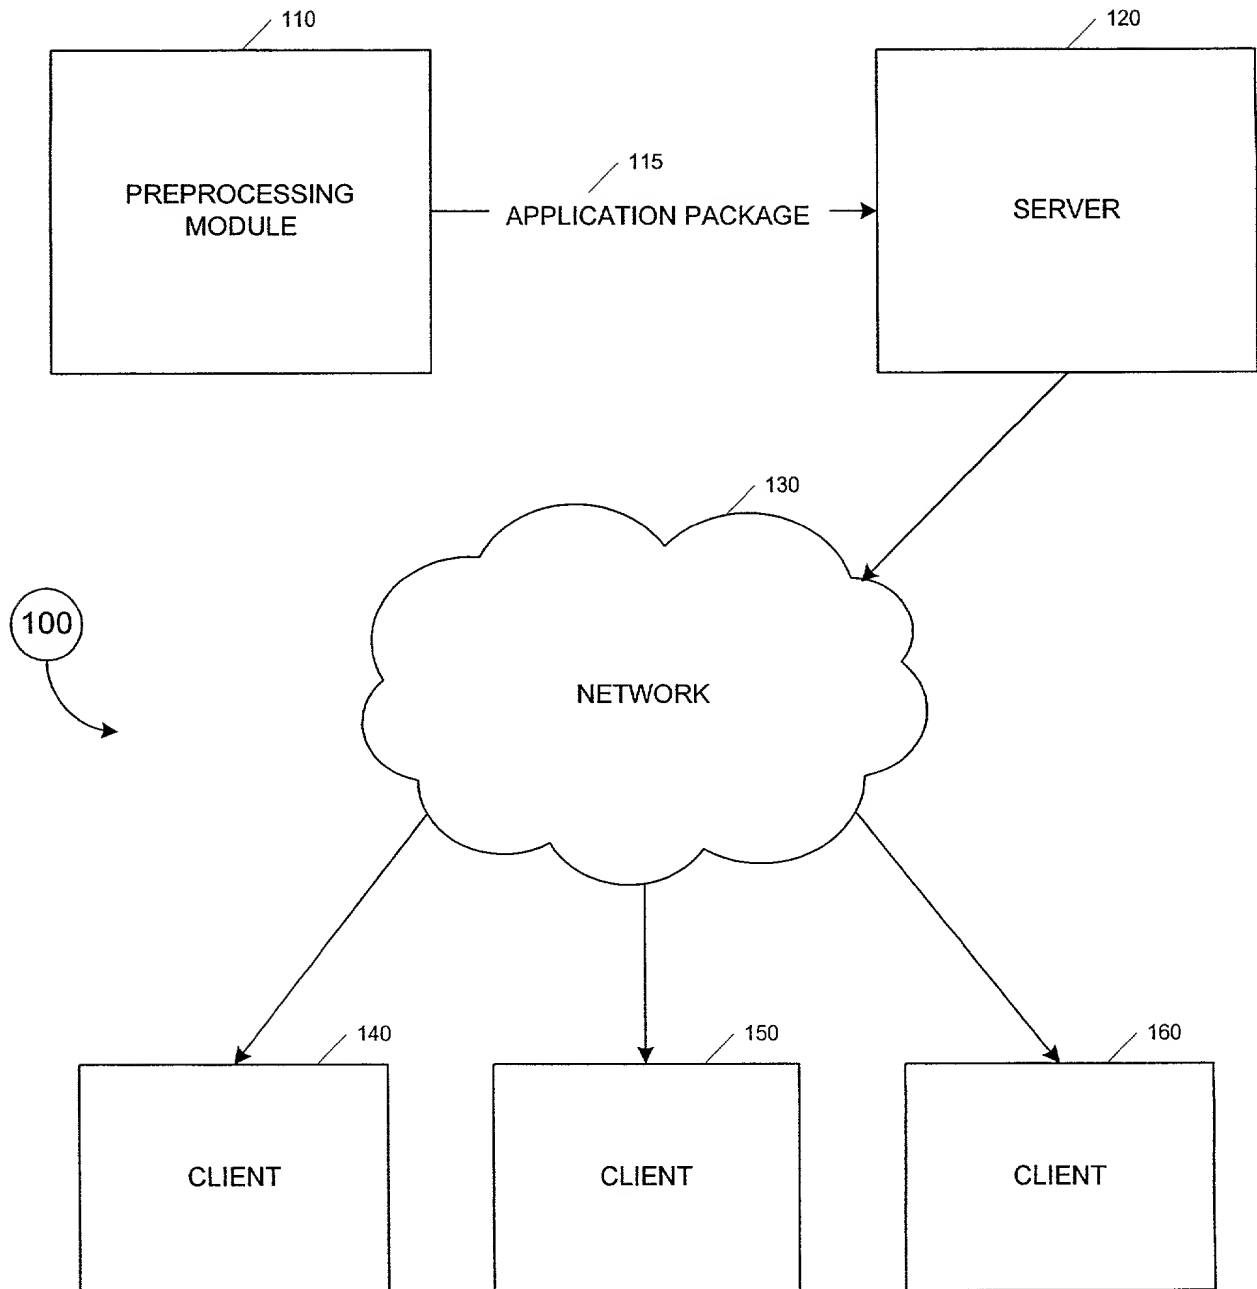 110
120
PREPROCESSING
MODULE
115
APPLICATION PACKAGE
SERVER
130
100
NETWORK
140
150
160
CLIENT
CLIENT
CLIENT